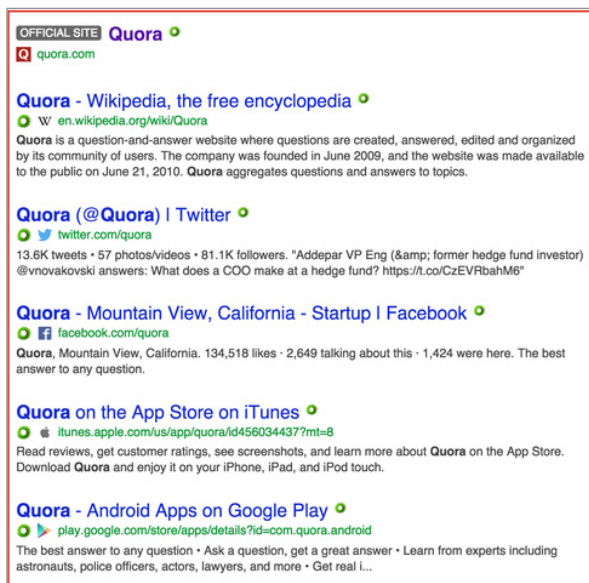 OFFICIAL SITE Quora
Q quora.com
Quora - Wikipedia, the free encyclopedia
W en.wikipedia.org/wiki/Quora
Quora is a question-and-answer website where questions are created, answered, edited and organized
by its community of users. The company was founded in June 2009, and the website was made available
to the public on June 21, 2010. Quora aggregates questions and answers to topics.
Quora (@Quora) | Twitter
twitter.com/quora
13.6K tweets • 57 photos/videos • 81.1K followers. "Addepar VP Eng (&amp; former hedge fund investor)
@vnovakovski answers: What does a COO make at a hedge fund? https://t.co/CzEVRbahM6"
Quora - Mountain View, California - Startup | Facebook
f facebook.com/quora
Quora, Mountain View, California. 134,518 likes · 2,649 talking about this · 1,424 were here. The best
answer to any question.
Quora on the App Store on iTunes
itunes.apple.com/us/app/quora/id456034437?mt=8
Read reviews, get customer ratings, see screenshots, and learn more about Quora on the App Store.
Download Quora and enjoy it on your iPhone, iPad, and iPod touch.
Quora - Android Apps on Google Play
play.google.com/store/apps/details?id=com.quora.android
The best answer to any question • Ask a question, get a great answer • Learn from experts including
astronauts, police officers, actors, lawyers, and more • Get real i...